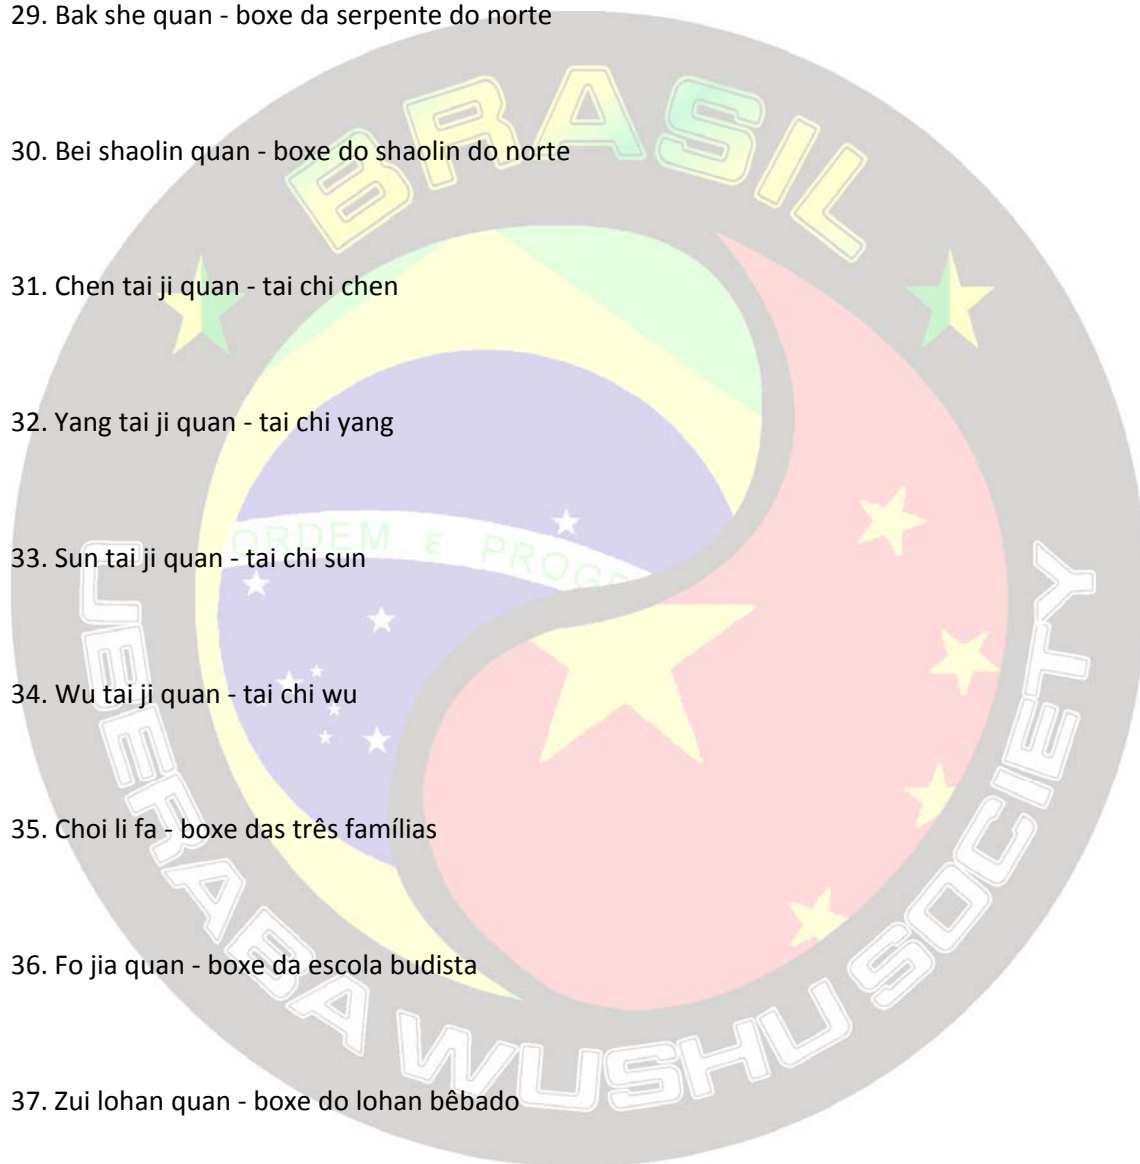 29. Bak she quan - boxe da serpente do norte
BRASIL
30. Bei shaolin quan - boxe do shaolin do norte
31. Chen tai ji quan - tai chi chen
32. Yang tai ji quan - tai chi yang
ORDEM E PROG
33. Sun tai ji quan - tai chi sun
34. Wu tai ji quan - tai chi wu
35. Choi li fa - boxe das três famílias
36. Fo jia quan - boxe da escola budista
UBERABA WUSHU SOCIETY
37. Zui lohan quan - boxe do lohan bêbado